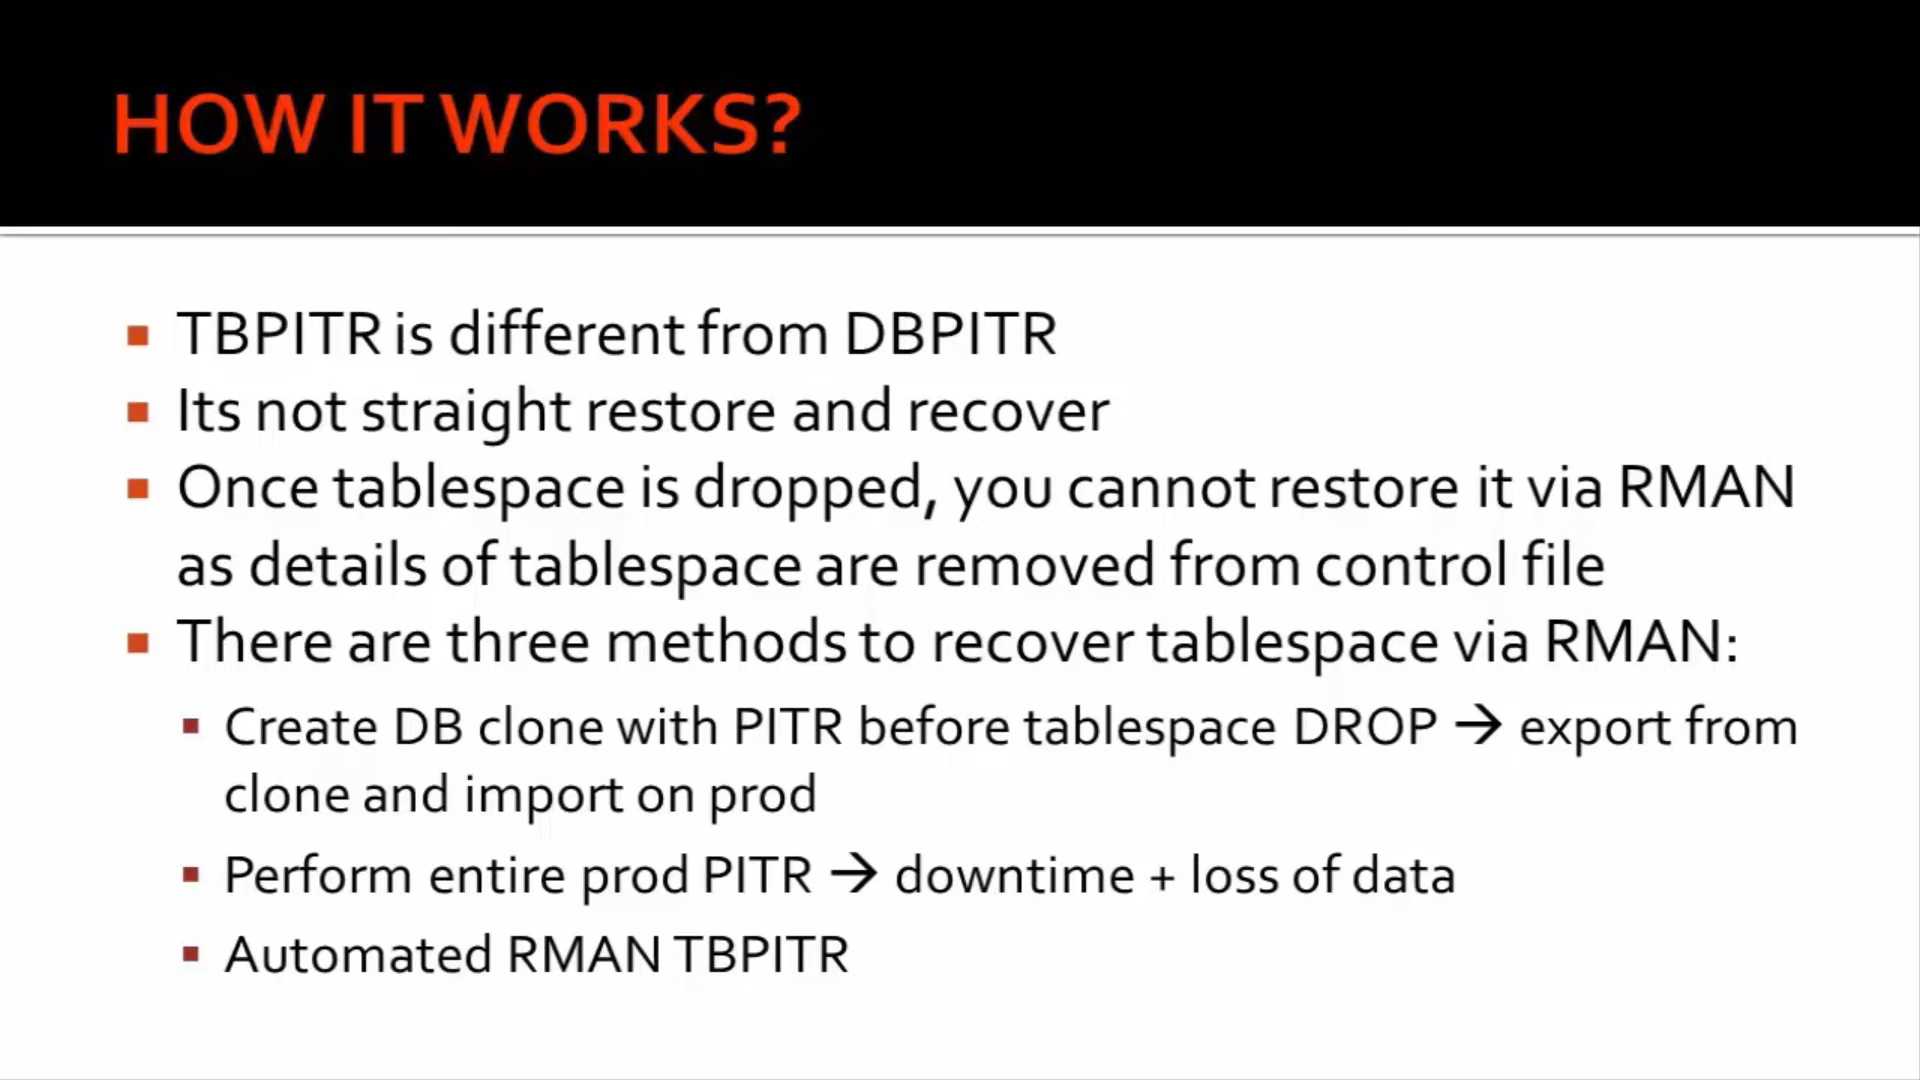 HOW IT WORKS?
TBPITR is different from DBPITR
Its not straight restore and recover
Once tablespace is dropped, you cannot restore it via RMAN
as details of tablespace are removed from control file
There are three methods to recover tablespace via RMAN:
Create DB clone with PITR before tablespace DROP → export from
clone and import on prod
Perform entire prod PITR → downtime + loss of data
Automated RMAN TBPITR